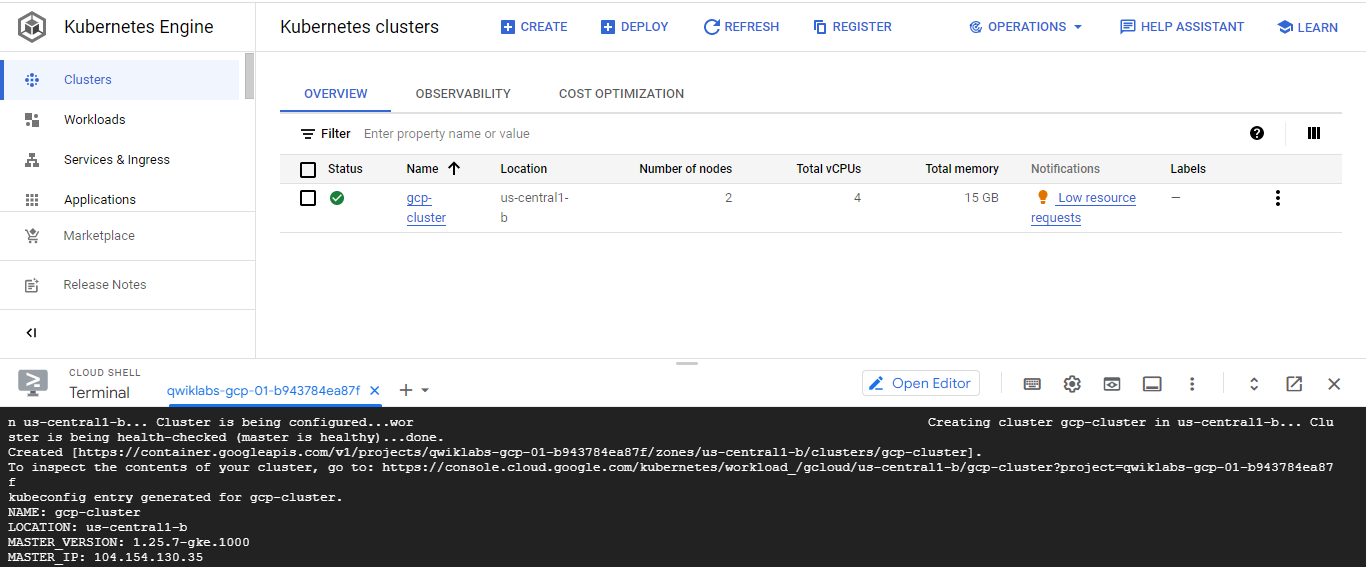 Kubernetes Engine
Kubernetes clusters
CREATE
DEPLOY
REFRESH
REGISTER
OPERATIONS
HELP ASSISTANT
LEARN
Clusters
Workloads
Services & Ingress
Applications
Marketplace
Release Notes
OVERVIEW
OBSERVABILITY
COST OPTIMIZATION
Filter Enter property name or value
Status Name Location Number of nodes Total vCPUs Total memory Notifications Labels
gcp- us-central1- 2 4 15 GB Low resource –
cluster b requests
CLOUD SHELL
Terminal
qwiklabs-gcp-01-b943784ea87f
Open Editor
n us-central1-b... Cluster is being configured...wor Creating cluster gcp-cluster in us-central1-b... Clu
ster is being health-checked (master is healthy)...done.
Created [https://container.googleapis.com/v1/projects/qwiklabs-gcp-01-b943784ea87f/zones/us-central1-b/clusters/gcp-cluster].
To inspect the contents of your cluster, go to: https://console.cloud.google.com/kubernetes/workload_/gcloud/us-central1-b/gcp-cluster?project=qwiklabs-gcp-01-b943784ea87
f
kubeconfig entry generated for gcp-cluster.
NAME: gcp-cluster
LOCATION: us-central1-b
MASTER_VERSION: 1.25.7-gke.1000
MASTER_IP: 104.154.130.35